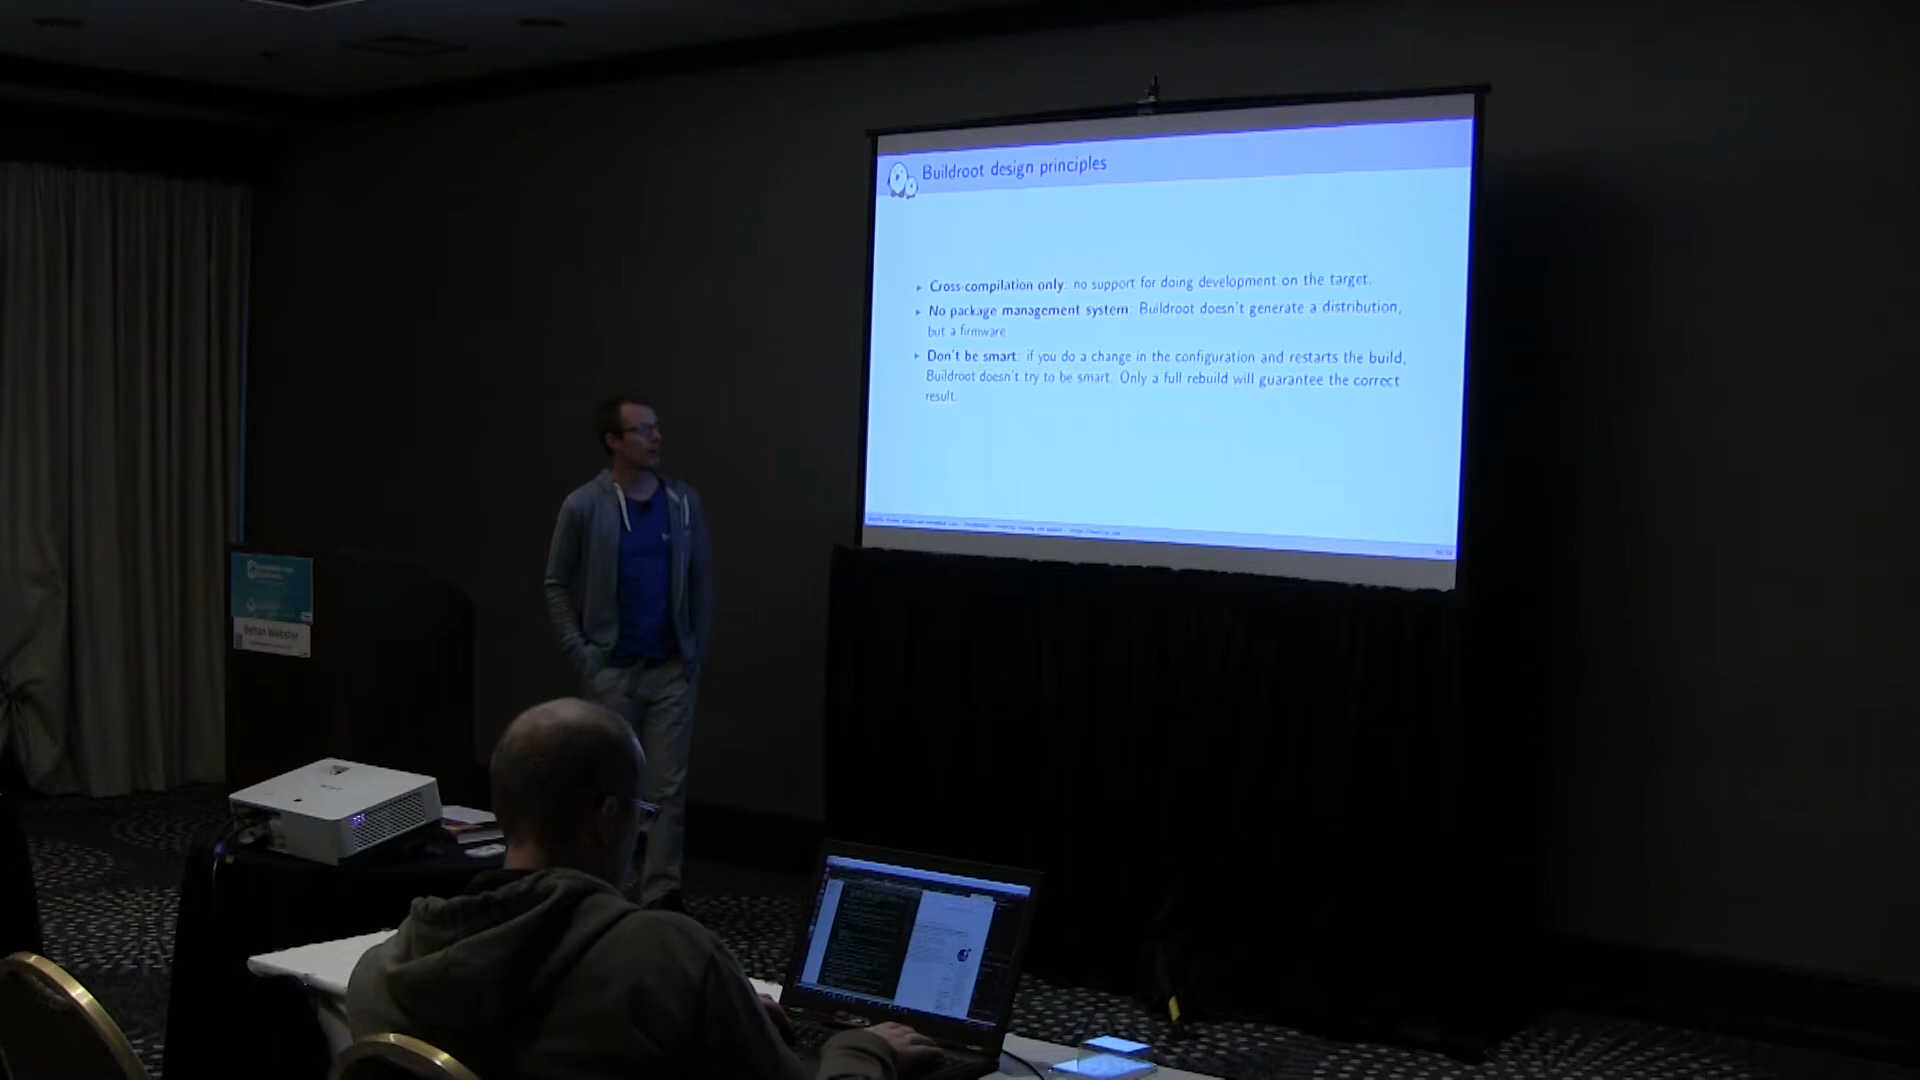 Buildroot design principles
Cross-compilation only: no support for doing development on the target.
No package management system: Buildroot doesn't generate a distribution,
but a firmware
Don't be smart: if you do a change in the configuration and restarts the build,
Buildroot doesn't try to be smart. Only a full rebuild will guarantee the correct
result.
Behan Webster